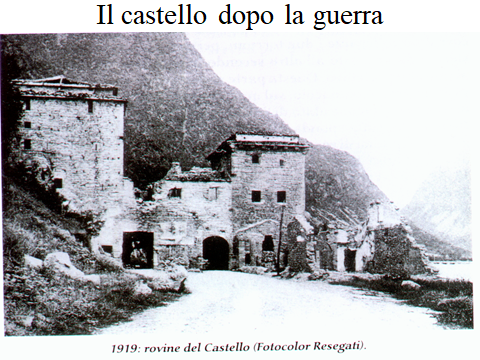 Il castello dopo la guerra
1919: rovine del Castello (Fotocolor Resegati).